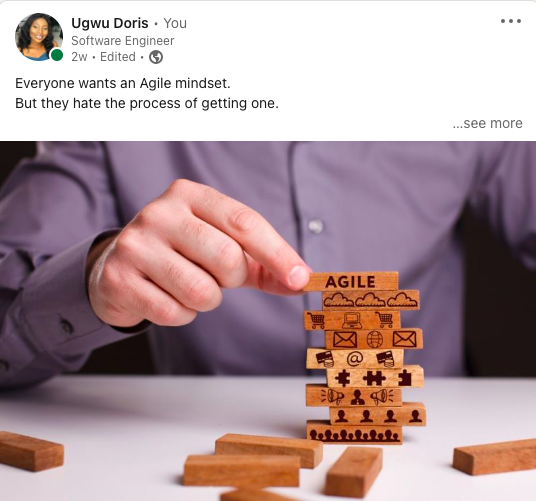 Ugwu Doris • You
Software Engineer
2w • Edited •
Everyone wants an Agile mindset.
But they hate the process of getting one.
...see more
AGILE
@